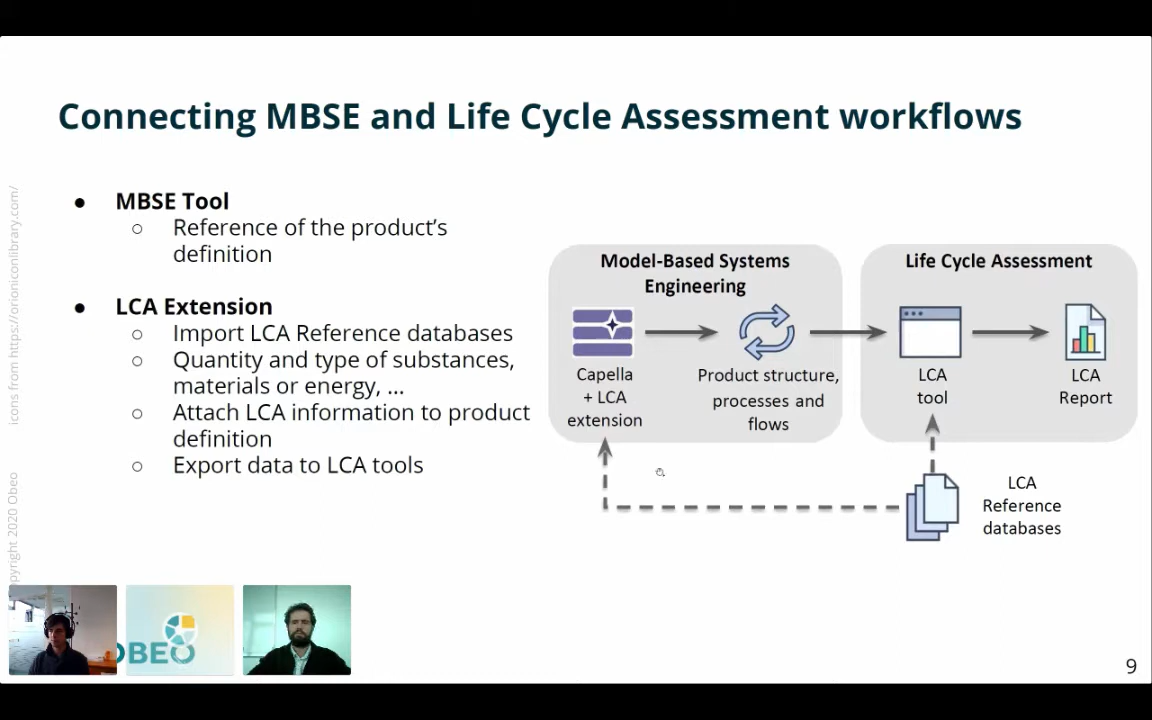 Connecting MBSE and Life Cycle Assessment workflows
● MBSE Tool
○ Reference of the product’s
definition
● LCA Extension
○ Import LCA Reference databases
○ Quantity and type of substances,
materials or energy, ...
○ Attach LCA information to product
definition
○ Export data to LCA tools
Model-Based Systems
Engineering
Capella
+ LCA
extension
Product structure,
processes and
flows
Life Cycle Assessment
LCA
tool
LCA
Report
LCA
Reference
databases
icons from https://orioniconlibrary.com/
opyright 2020 Obeo
OBEO
9